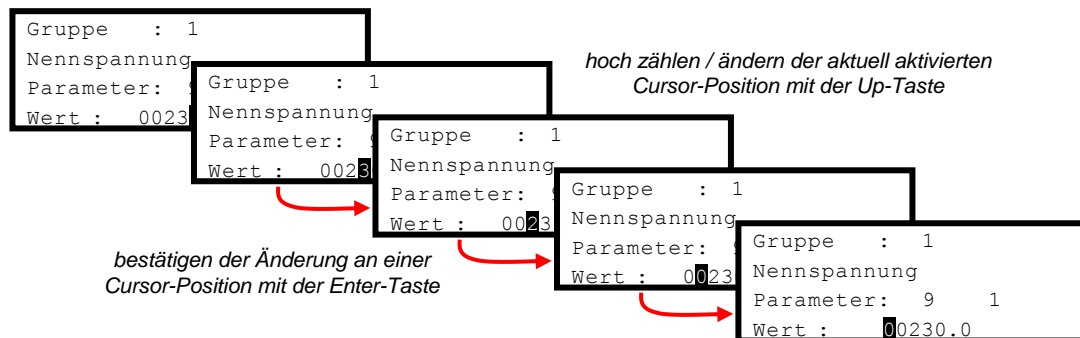 Gruppe : 1
Nennspannung
Parameter:
Wert : 0023
Gruppe : 1
Nennspannung
Parameter:
Wert : 0023
Gruppe : 1
Nennspannung
Parameter:
Wert : 0023
Gruppe : 1
Nennspannung
Parameter:
Wert : 0023
Gruppe : 1
Nennspannung
Parameter: 9 1
Wert : 00230.0
hoch zählen / ändern der aktuell aktivierten
Cursor-Position mit der Up-Taste
bestätigen der Änderung an einer
Cursor-Position mit der Enter-Taste